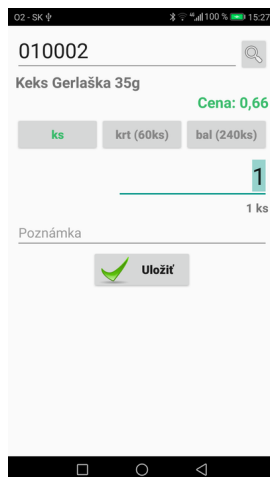 O2 - SK 100 % 15:27
010002
Keks Gerlaška 35g
Cena: 0,66
ks krt (60ks) bal (240ks)
1
1 ks
Poznámka
Uložiť